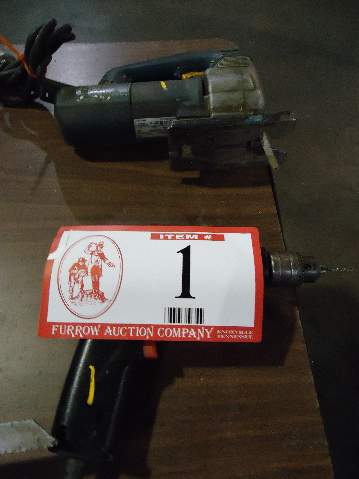 ITEM #
1
FURROW AUCTION COMPANY
KNOXVILLE
TENNESSEE